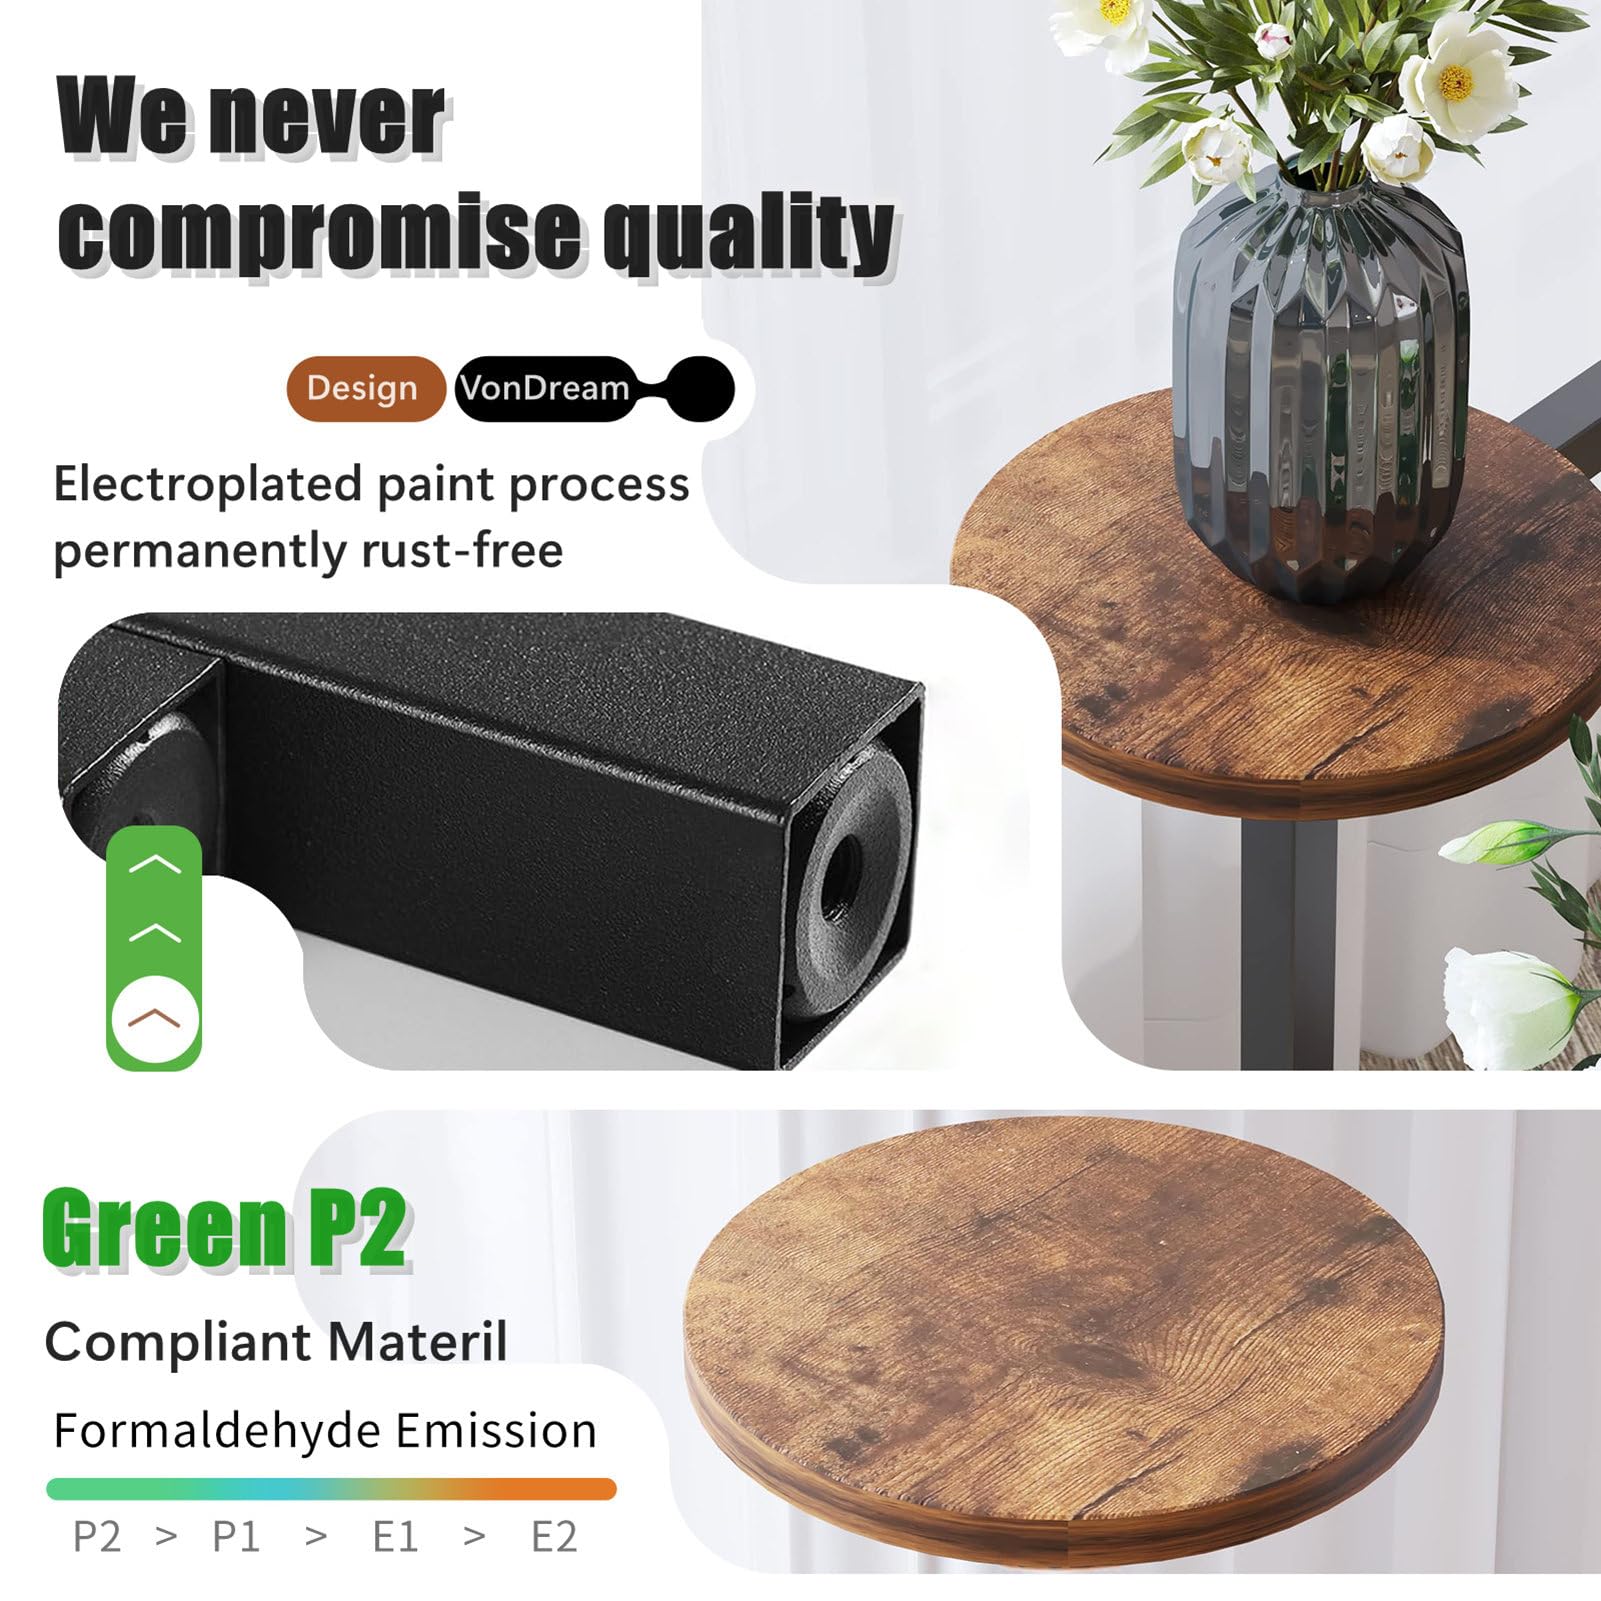 We never
compromise quality
Design VonDream
Electroplated paint process
permanently rust-free
Green P2
Compliant Materil
Formaldehyde Emission
P2 > P1 > E1 > E2